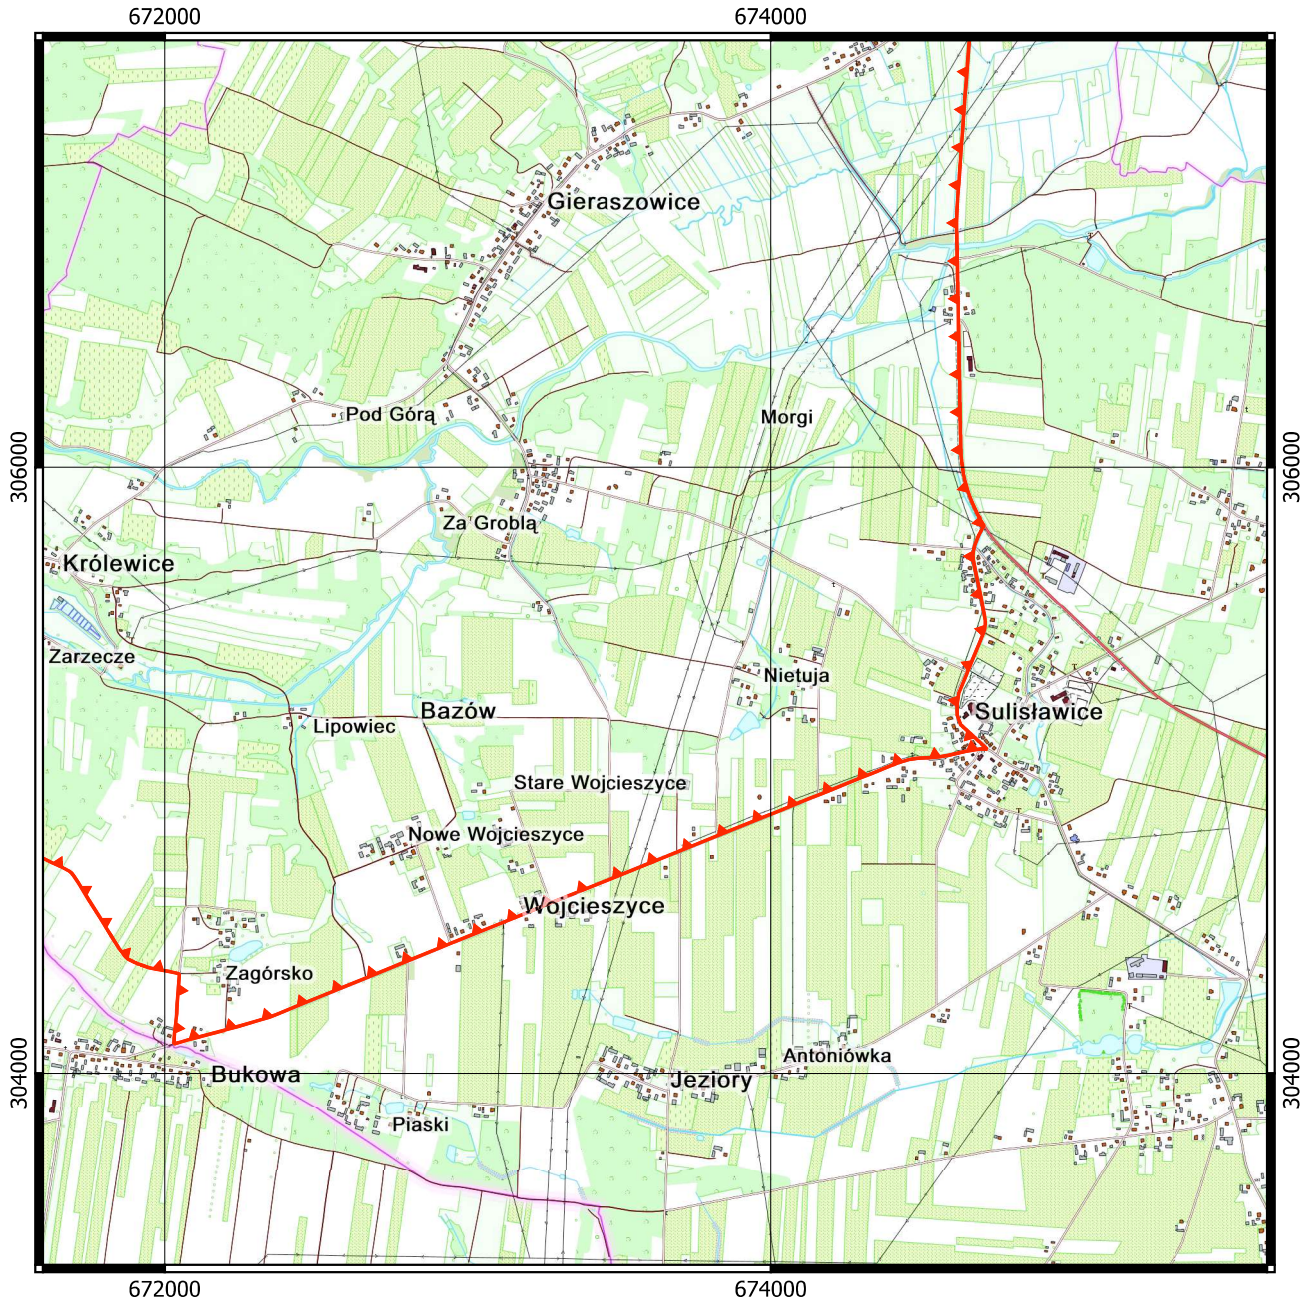 672000 674000
Gieraszowice
Pod Górą
Morgi
306000 306000
Za Groblą
Królewice
Zarzecze
Nietuja
Bazów
Sulisławice
Lipowiec
Stare Wojcieszyce
Nowe Wojcieszyce
Wojcieszyce
Zagórsko
Antoniówka
304000 304000
Bukowa
Jeziory
Piaski
672000 674000